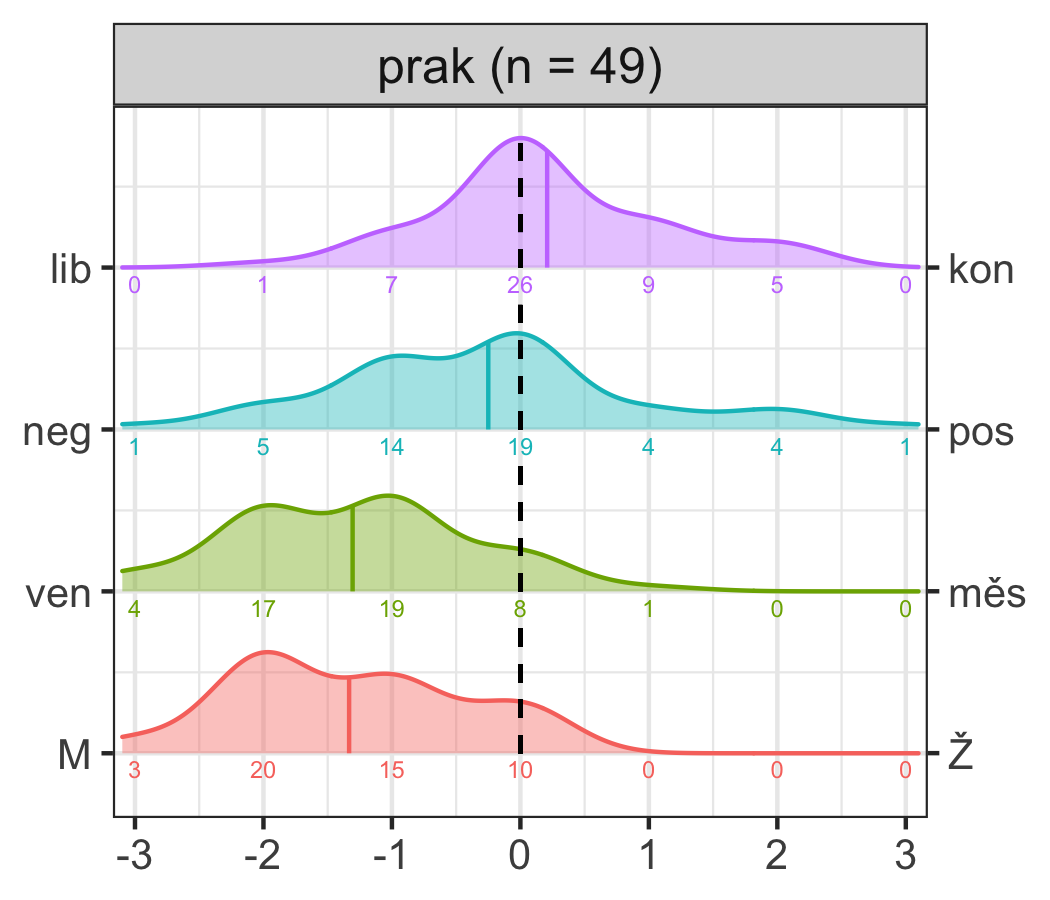 prak (n = 49)
lib kon
0 1 7 26 9 5 0
neg pos
1 5 14 19 4 4 1
ven měs
4 17 19 8 1 0 0
M Ž
3 20 15 10 0 0 0
-3 -2 -1 0 1 2 3